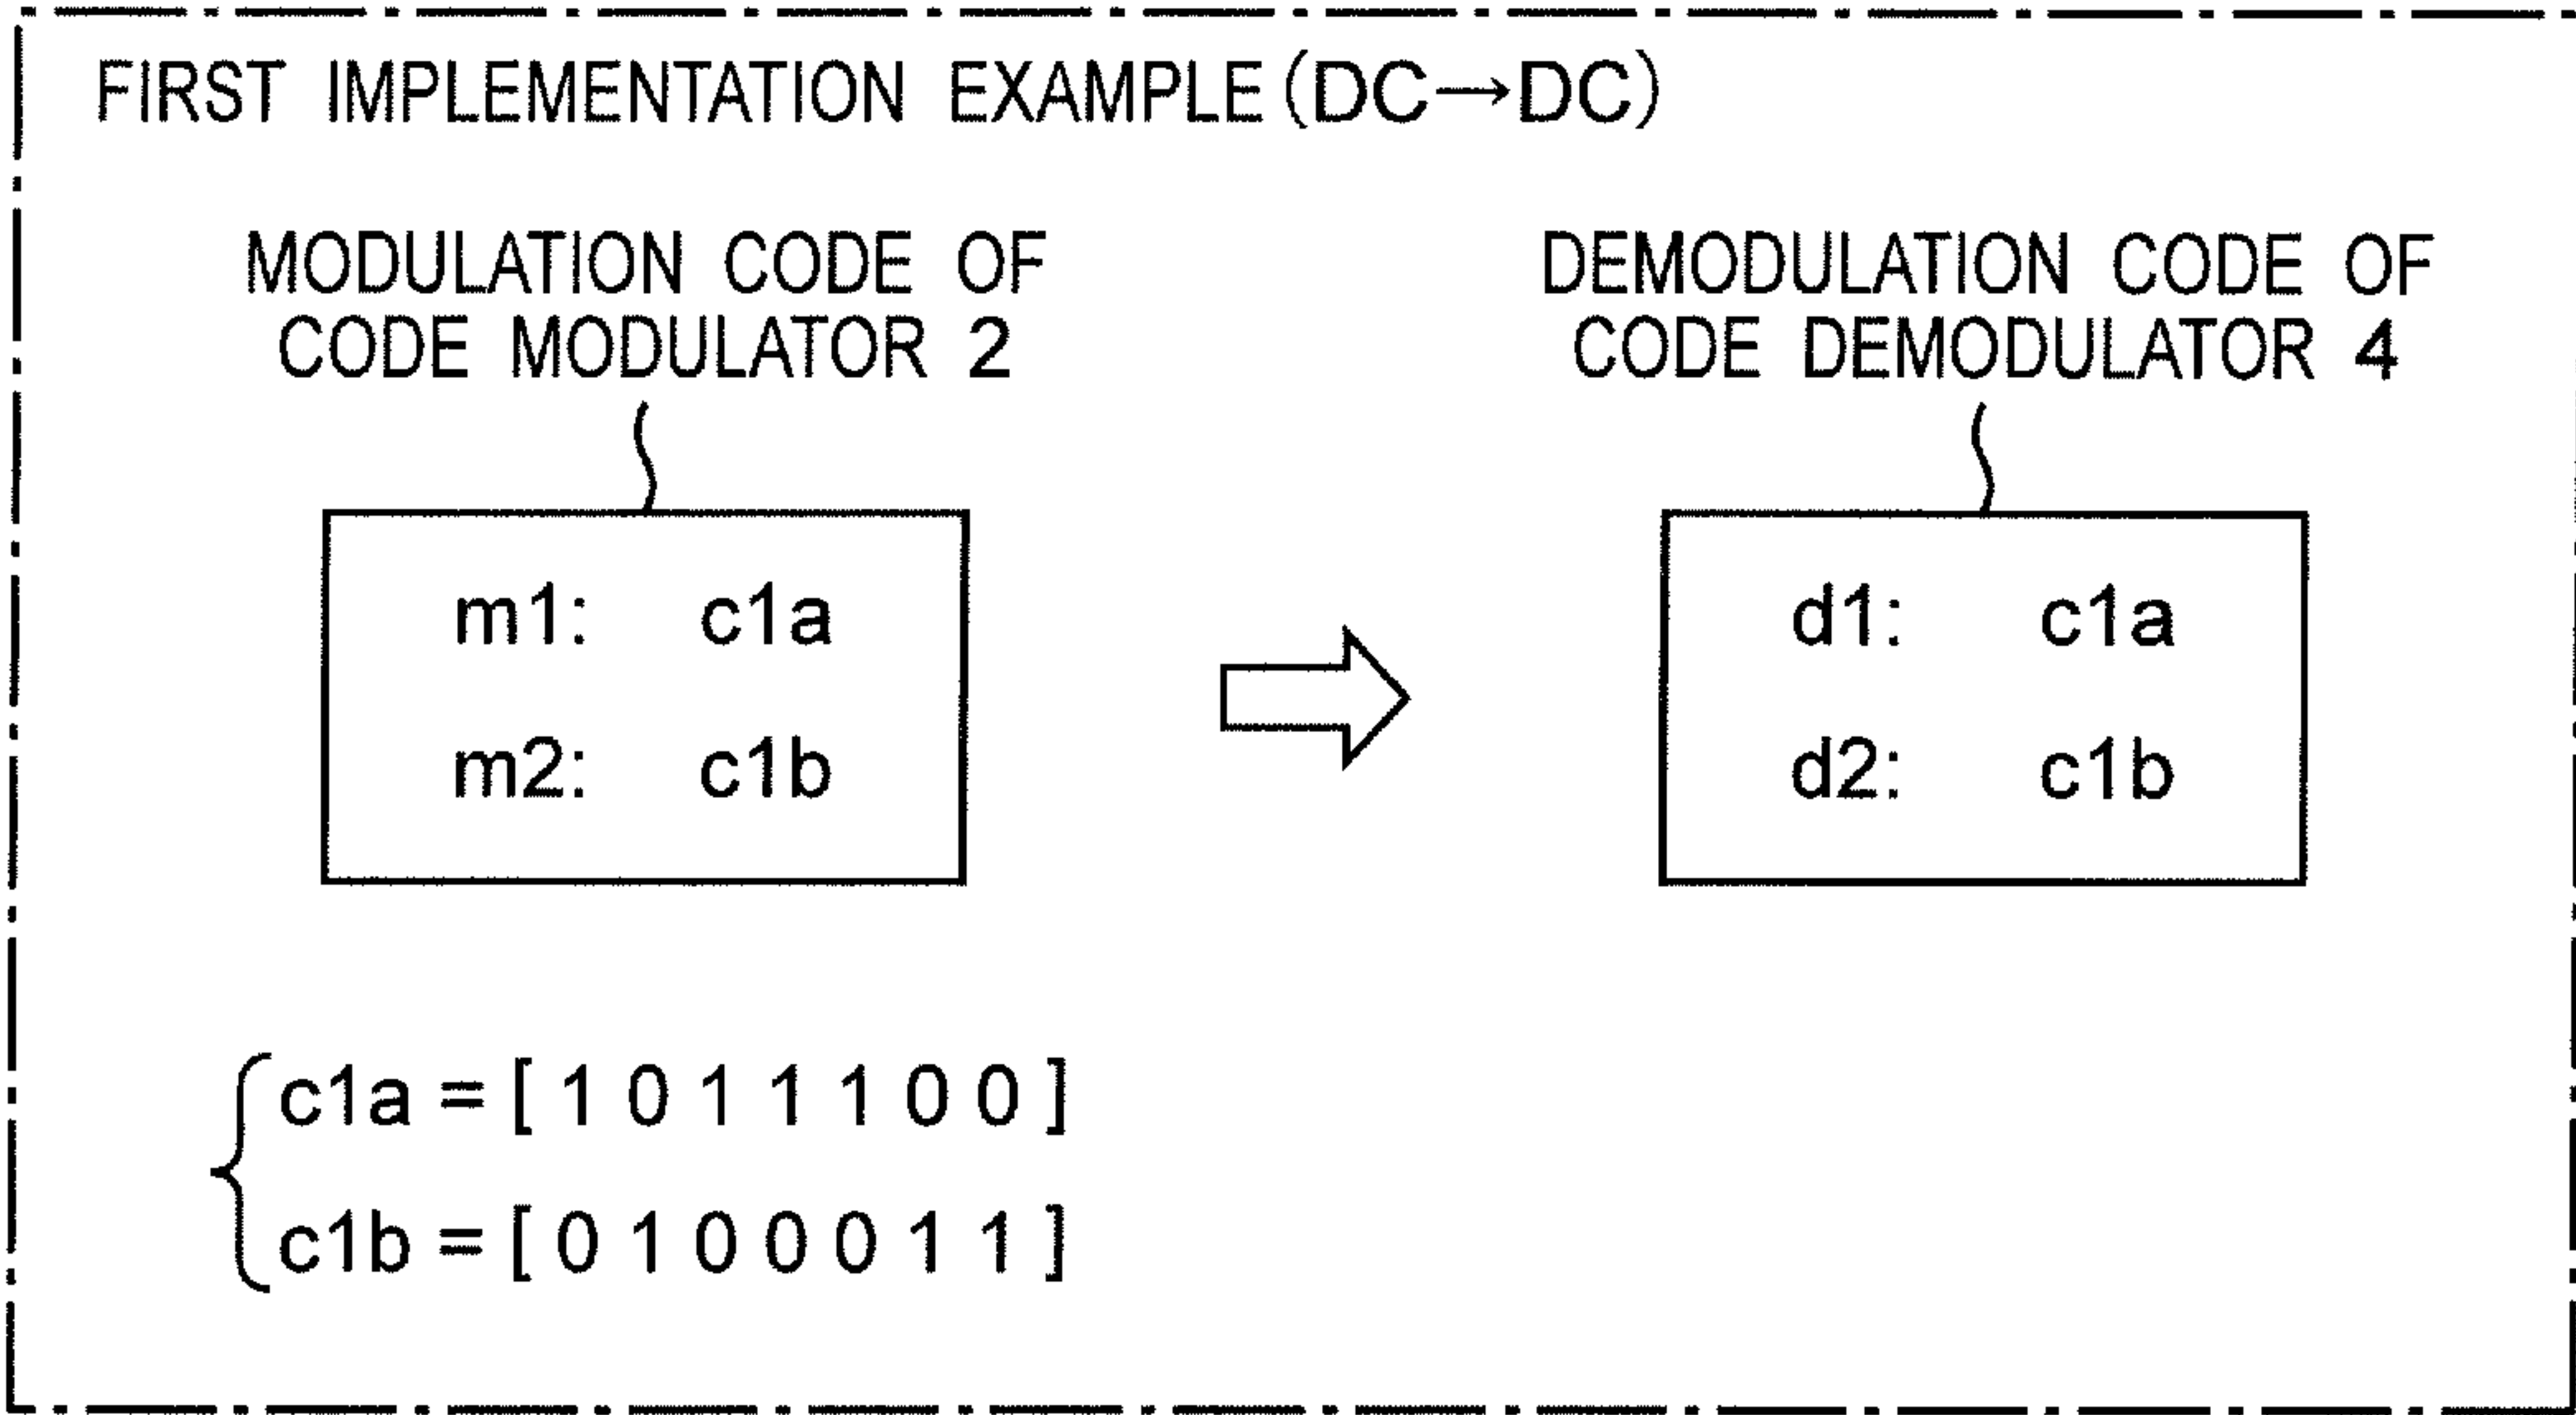 FIRST IMPLEMENTATION EXAMPLE (DC→DC)
MODULATION CODE OF
CODE MODULATOR 2
DEMODULATION CODE OF
CODE DEMODULATOR 4
m1: c1a
m2: c1b
d1: c1a
d2: c1b
c1a = [ 1 0 1 1 1 0 0 ]
c1b = [ 0 1 0 0 0 1 1 ]